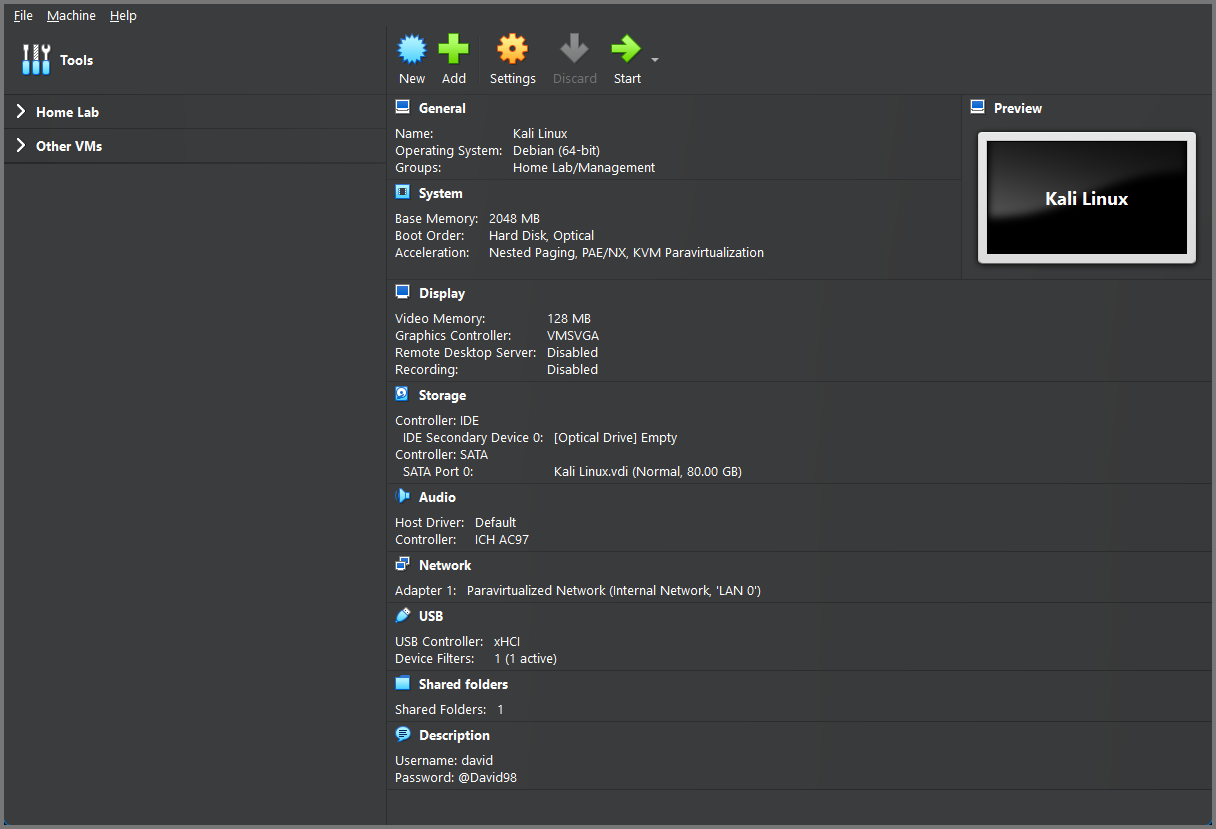 File Machine Help
Tools
New Add Settings Discard Start
Home Lab
Other VMs
General
Name: Kali Linux
Operating System: Debian (64-bit)
Groups: Home Lab/Management
Preview
Kali Linux
System
Base Memory: 2048 MB
Boot Order: Hard Disk, Optical
Acceleration: Nested Paging, PAE/NX, KVM Paravirtualization
Display
Video Memory: 128 MB
Graphics Controller: VMSVGA
Remote Desktop Server: Disabled
Recording: Disabled
Storage
Controller: IDE
IDE Secondary Device 0: [Optical Drive] Empty
Controller: SATA
SATA Port 0: Kali Linux.vdi (Normal, 80.00 GB)
Audio
Host Driver: Default
Controller: ICH AC97
Network
Adapter 1: Paravirtualized Network (Internal Network, 'LAN 0')
USB
USB Controller: xHCI
Device Filters: 1 (1 active)
Shared folders
Shared Folders: 1
Description
Username: david
Password: @David98